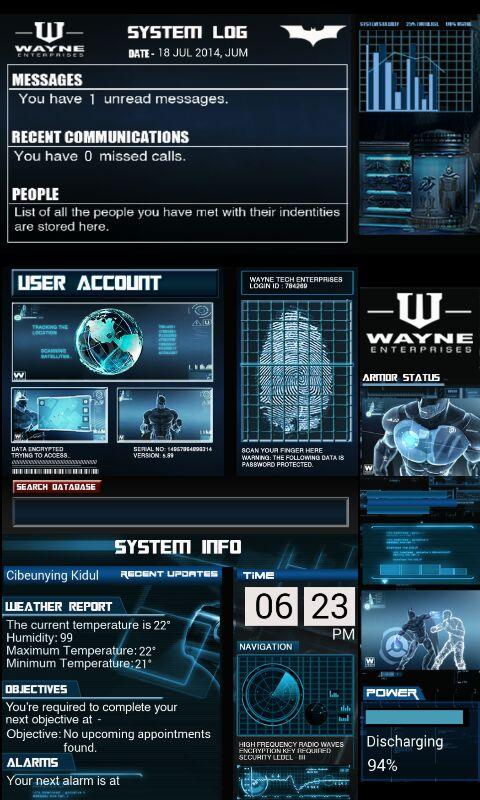 WAYNE
ENTERPRISES
SYSTEM LOG
DATE - 18 JUL 2014, JUM
MESSAGES
You have 1 unread messages.
RECENT COMMUNICATIONS
You have 0 missed calls.
PEOPLE
List of all the people you have met with their indentities
are stored here.
USER ACCOUNT
TRACKING THE
LOCATION
SCANNING
SATELLITES
DATA ENCRYPTED
TRYING TO ACCESS
SERIAL NO: 14957894898314
VERSION: 5.89
WAYNE TECH ENTERPRISES
LOGIN ID : 784269
SCAN YOUR FINGER HERE
WARNING: THE FOLLOWING DATA IS
PASSWORD PROTECTED.
SEARCH DATABASE
WAYNE
ENTERPRISES
ARMOR STATUS
SYSTEM INFO
Cibeunying Kidul
RECENT UPDATES
WEATHER REPORT
The current temperature is 22°
Humidity: 99
Maximum Temperature: 22°
Minimum Temperature: 21°
OBJECTIVES
You're required to complete your
next objective at -
Objective: No upcoming appointments
found.
ALARMS
Your next alarm is at
TIME
06 23
PM
NAVIGATION
HIGH FREQUENCY RADIO WAVES
ENCRYPTION KEY REQUIRED
SECURITY LEBEL - III
POWER
Discharging
94%